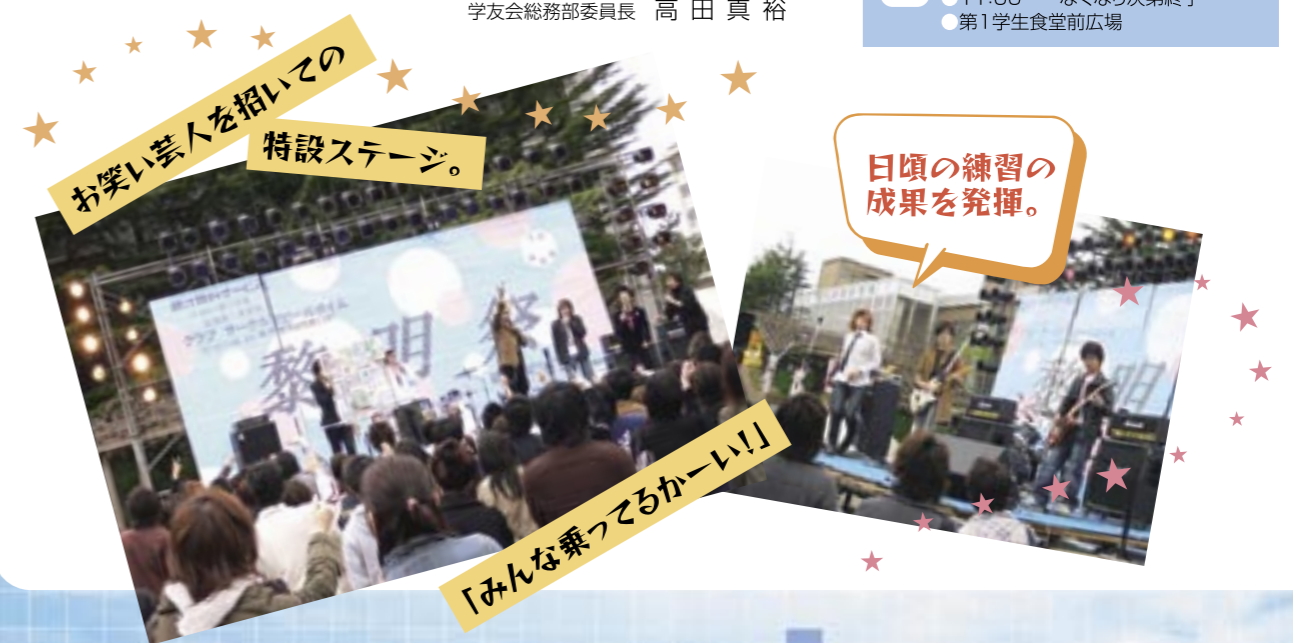 学友会総務部委員長 高田真裕
●第1学生食堂前広場
お笑い芸人を招いての
特設ステージ。
日頃の練習の
成果を発揮。
黎明祭
「みんな乗ってるかーい!」